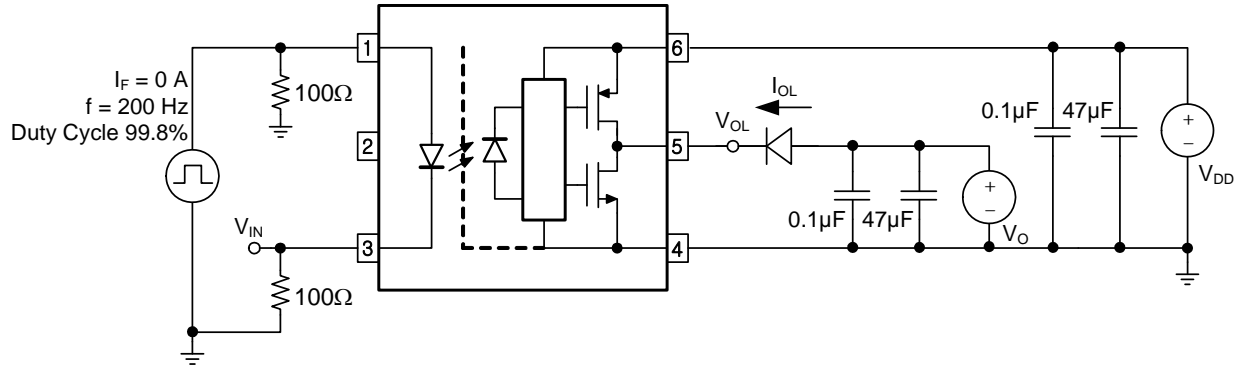 I_F = 0 A
f = 200 Hz
Duty Cycle 99.8%
100Ω
V_IN
100Ω
1
2
3
6
5
4
I_OL
V_OL
0.1µF
47µF
+
−
V_O
0.1µF
47µF
+
−
V_DD